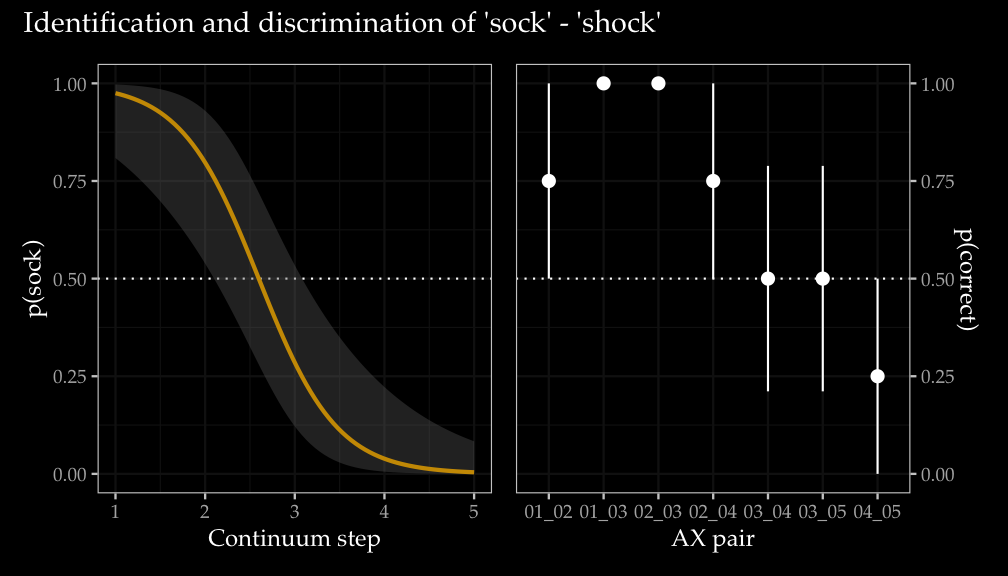 Identification and discrimination of 'sock' - 'shock'
p(sock)
1.00
0.75
0.50
0.25
0.00
1 2 3 4 5
Continuum step
01_02 01_03 02_03 02_04 03_04 03_05 04_05
AX pair
1.00
0.75
0.50
0.25
0.00
p(correct)